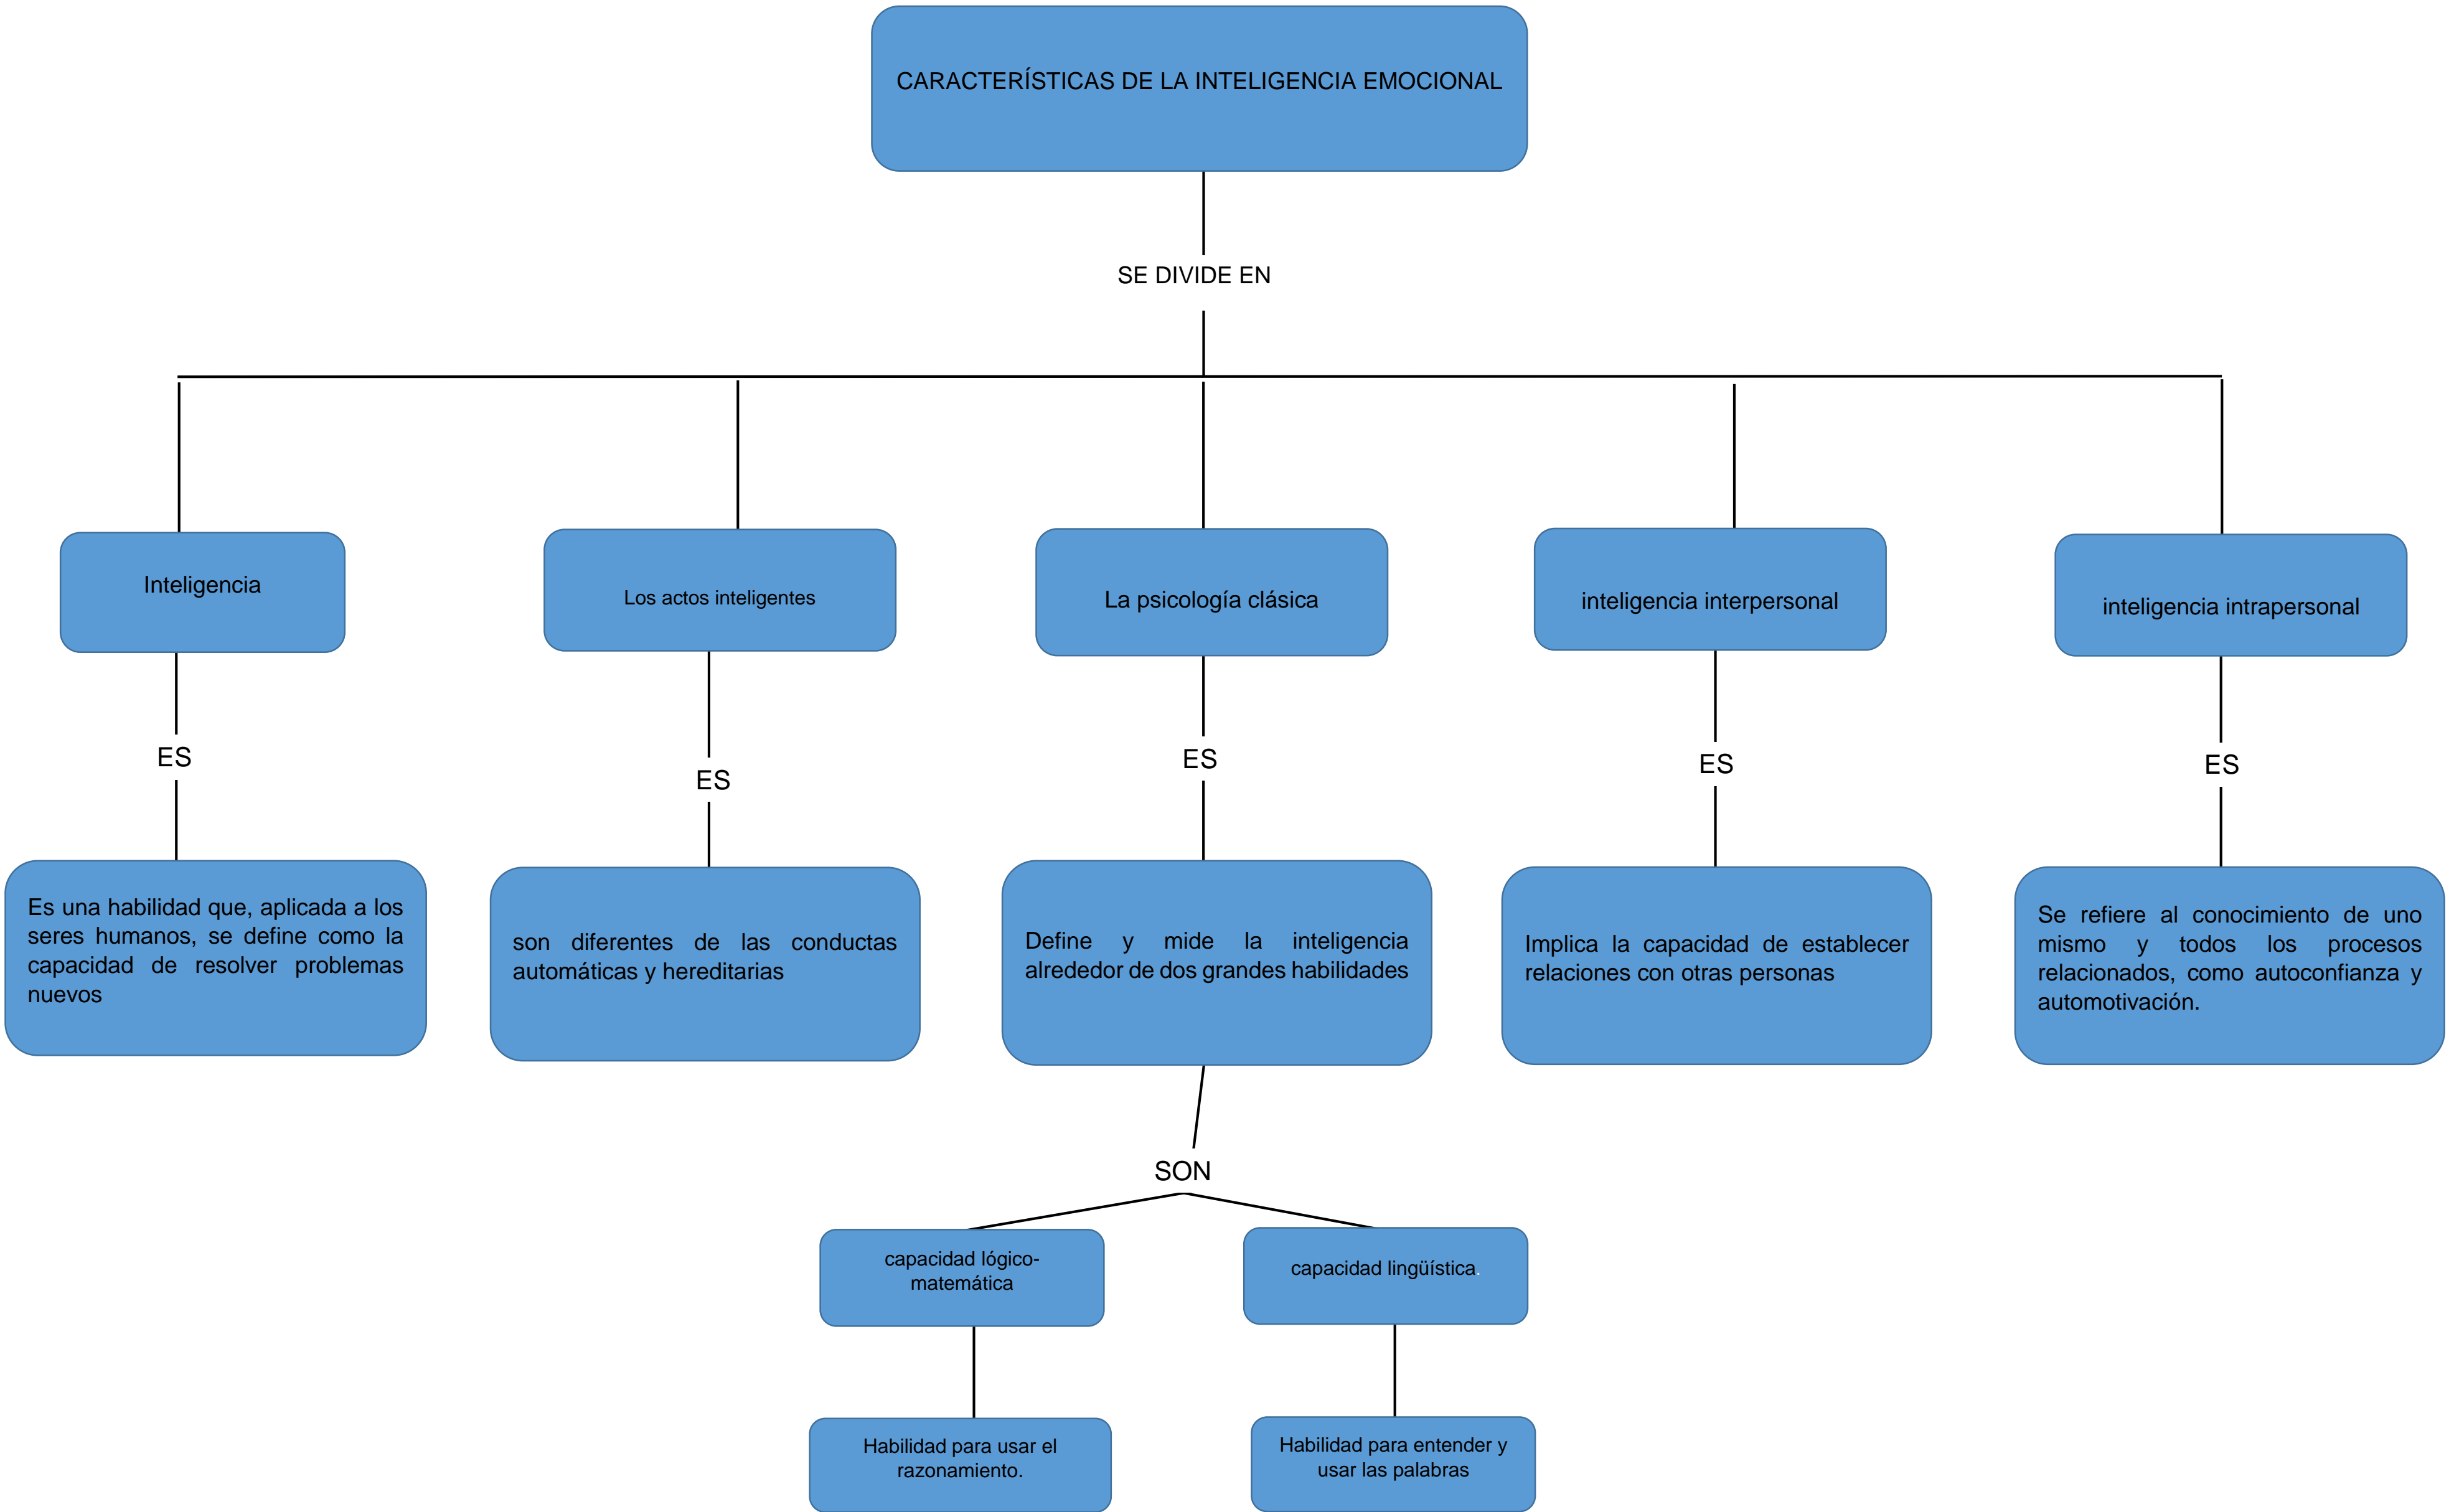 CARACTERÍSTICAS DE LA INTELIGENCIA EMOCIONAL
SE DIVIDE EN
Inteligencia
Los actos inteligentes
La psicología clásica
inteligencia interpersonal
inteligencia intrapersonal
ES
ES
ES
ES
ES
Es una habilidad que, aplicada a los
seres humanos, se define como la
capacidad de resolver problemas
nuevos
son diferentes de las conductas
automáticas y hereditarias
Define y mide la inteligencia
alrededor de dos grandes habilidades
Implica la capacidad de establecer
relaciones con otras personas
Se refiere al conocimiento de uno
mismo y todos los procesos
relacionados, como autoconfianza y
automotivación.
SON
capacidad lógico-
matemática
capacidad lingüística.
Habilidad para usar el
razonamiento.
Habilidad para entender y
usar las palabras